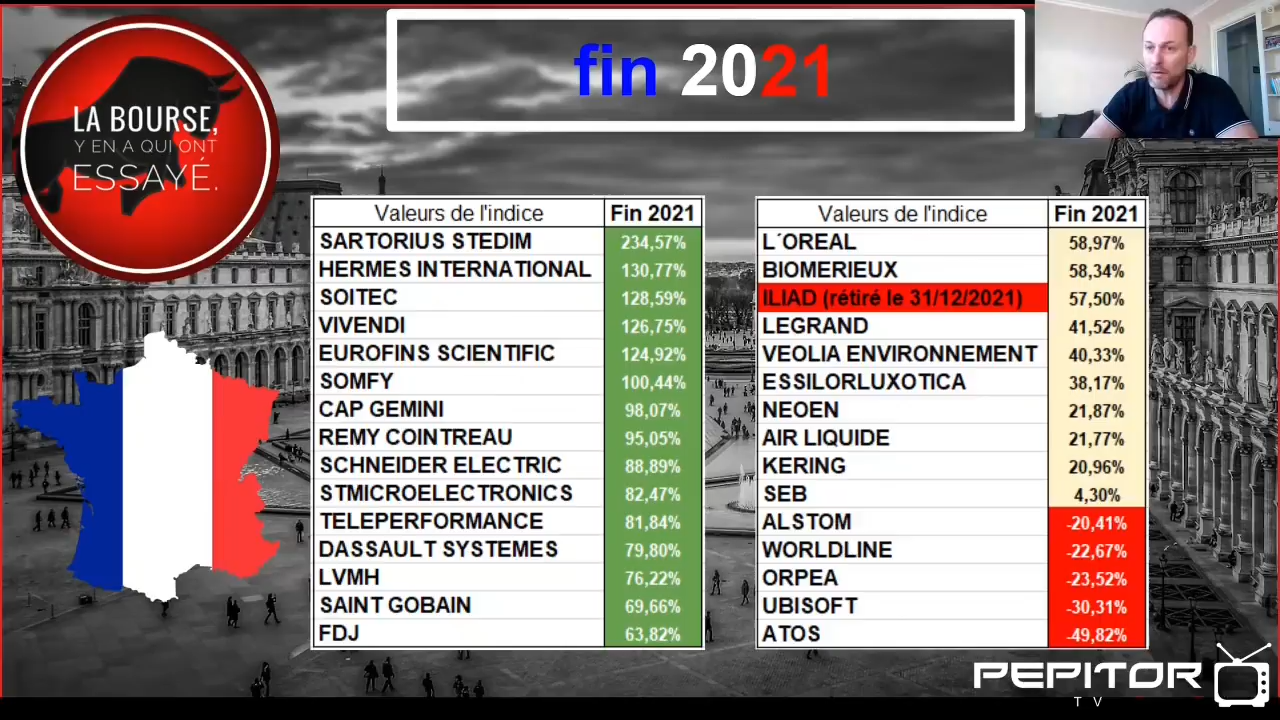 LA BOURSE,
Y EN A QUI ONT
ESSAYÉ.
fin 2021
Valeurs de l'indice Fin 2021
SARTORIUS STEDIM 234,57%
HERMES INTERNATIONAL 130,77%
SOITEC 128,59%
VIVENDI 126,75%
EUROFINS SCIENTIFIC 124,92%
SOMFY 100,44%
CAP GEMINI 98,07%
REMY COINTREAU 95,05%
SCHNEIDER ELECTRIC 88,89%
STMICROELECTRONICS 82,47%
TELEPERFORMANCE 81,84%
DASSAULT SYSTEMES 79,80%
LVMH 76,22%
SAINT GOBAIN 69,66%
FDJ 63,82%
Valeurs de l'indice Fin 2021
L´OREAL 58,97%
BIOMERIEUX 58,34%
ILIAD (rétiré le 31/12/2021) 57,50%
LEGRAND 41,52%
VEOLIA ENVIRONNEMENT 40,33%
ESSILORLUXOTICA 38,17%
NEOEN 21,87%
AIR LIQUIDE 21,77%
KERING 20,96%
SEB 4,30%
ALSTOM -20,41%
WORLDLINE -22,67%
ORPEA -23,52%
UBISOFT -30,31%
ATOS -49,82%
PEPITOR
TV